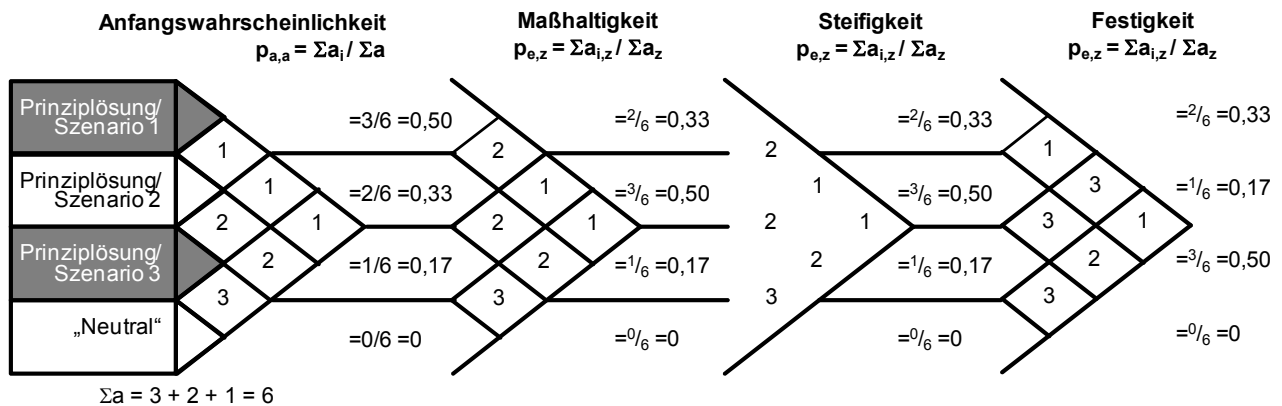 Anfangswahrscheinlichkeit Maßhaltigkeit Steifigkeit Festigkeit
p_a,a = Σa_i / Σa p_e,z = Σa_i,z / Σa_z p_e,z = Σa_i,z / Σa_z p_e,z = Σa_i,z / Σa_z
Prinziplösung/
Szenario 1
=3/6 =0,50 =2/6 =0,33 =2/6 =0,33 =2/6 =0,33
1 2 2 1
Prinziplösung/
Szenario 2
1 1 1 3
=2/6 =0,33 =3/6 =0,50 =3/6 =0,50 =1/6 =0,17
2 1 2 1 2 1 3 1
Prinziplösung/
Szenario 3
2 2 2 2
=1/6 =0,17 =1/6 =0,17 =1/6 =0,17 =3/6 =0,50
3 3 3 3
„Neutral“
=0/6 =0 =0/6 =0 =0/6 =0 =0/6 =0
Σa = 3 + 2 + 1 = 6